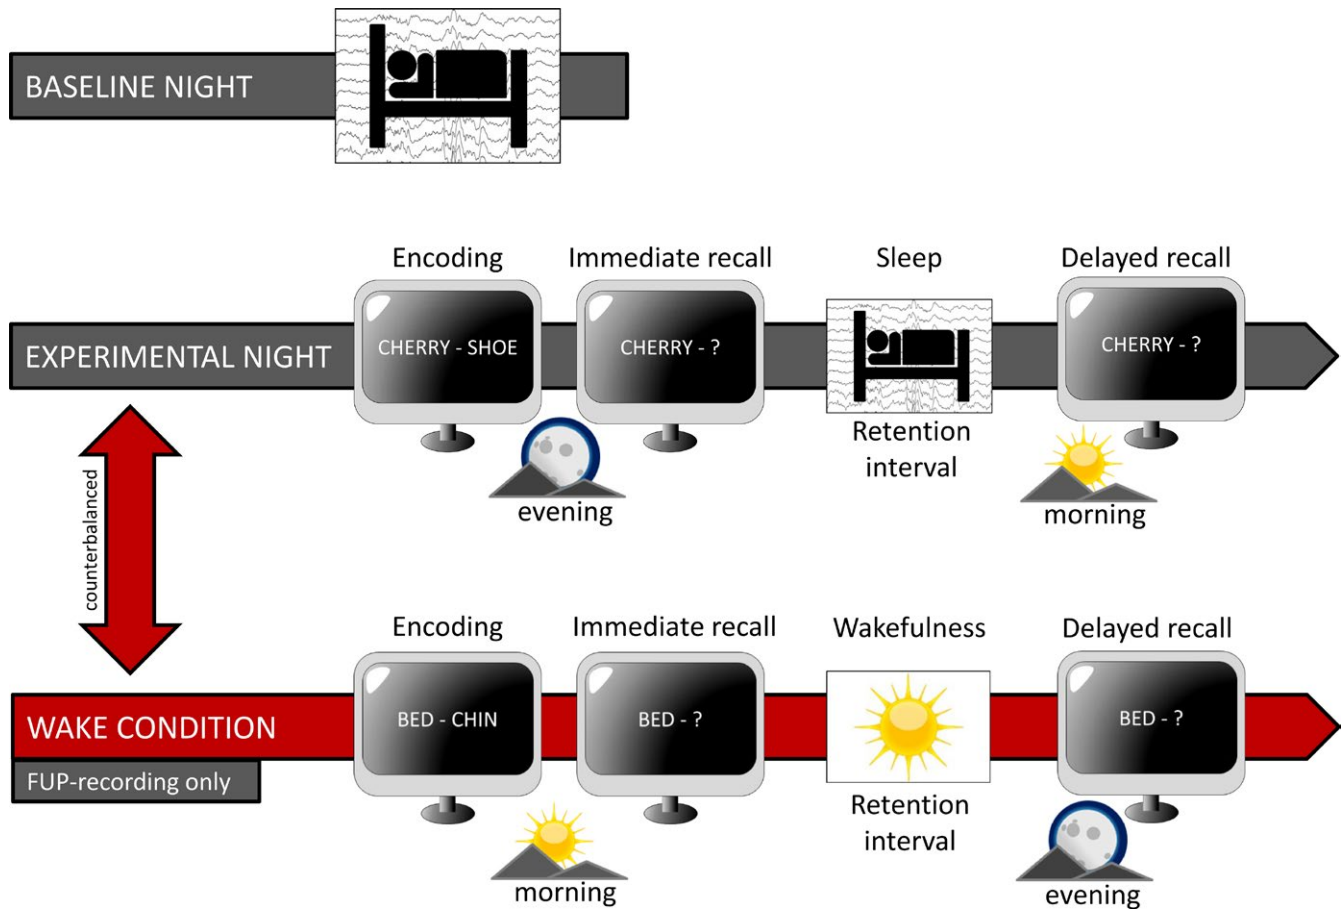 BASELINE NIGHT
Encoding
Immediate recall
Sleep
Delayed recall
EXPERIMENTAL NIGHT
CHERRY - SHOE
CHERRY - ?
CHERRY - ?
Retention
interval
evening
morning
counterbalanced
Encoding
Immediate recall
Wakefulness
Delayed recall
WAKE CONDITION
BED - CHIN
BED - ?
BED - ?
FUP-recording only
Retention
interval
morning
evening